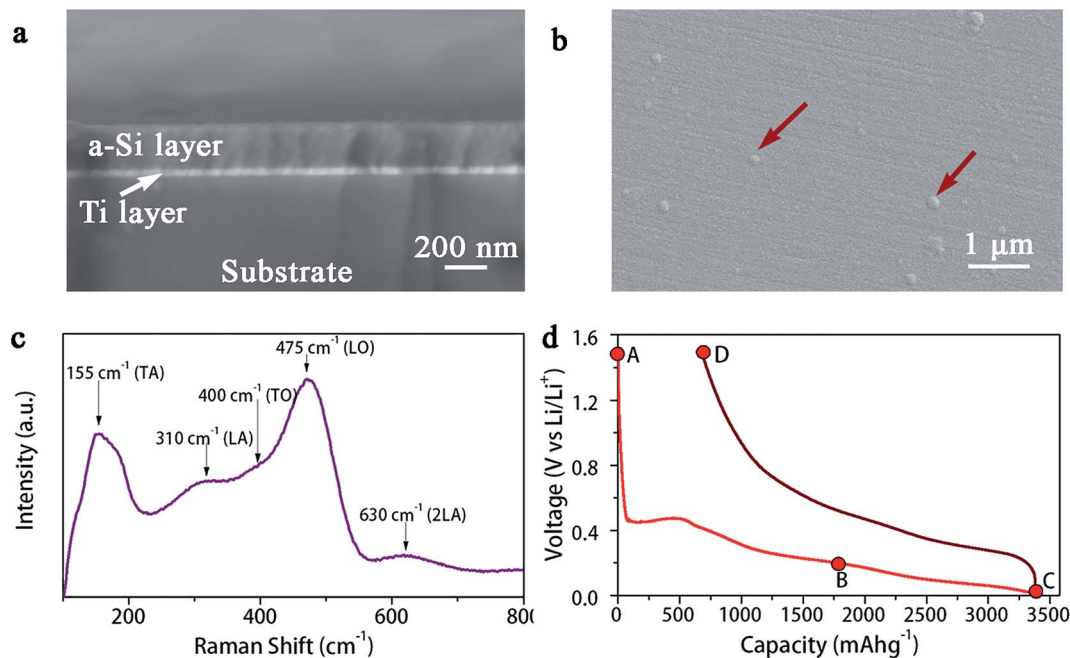 a
a-Si layer
Ti layer
Substrate
200 nm
b
1 μm
c
475 cm⁻¹ (LO)
155 cm⁻¹ (TA)
400 cm⁻¹ (TO)
310 cm⁻¹ (LA)
630 cm⁻¹ (2LA)
Intensity (a.u.)
200 400 600 800
Raman Shift (cm⁻¹)
d
1.6
1.2
0.8
0.4
0.0
A
D
B
C
Voltage (V vs Li/Li⁺)
0 500 1000 1500 2000 2500 3000 3500
Capacity (mAhg⁻¹)